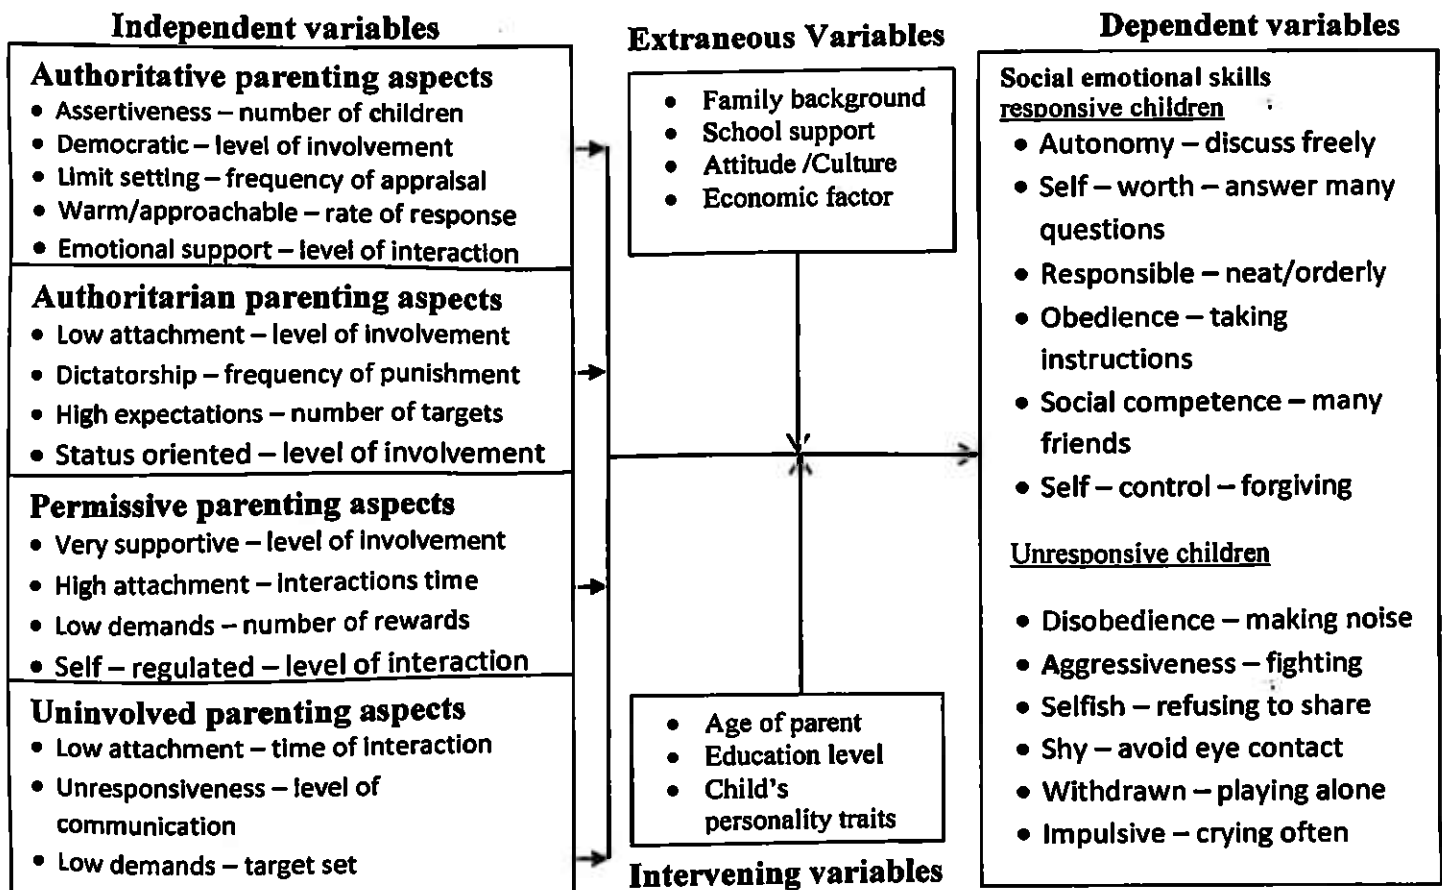 Independent variables
Authoritative parenting aspects
• Assertiveness – number of children
• Democratic – level of involvement
• Limit setting – frequency of appraisal
• Warm/approachable – rate of response
• Emotional support – level of interaction
Authoritarian parenting aspects
• Low attachment – level of involvement
• Dictatorship – frequency of punishment
• High expectations – number of targets
• Status oriented – level of involvement
Permissive parenting aspects
• Very supportive – level of involvement
• High attachment – Interactions time
• Low demands – number of rewards
• Self – regulated – level of interaction
Uninvolved parenting aspects
• Low attachment – time of interaction
• Unresponsiveness – level of
communication
• Low demands – target set
Extraneous Variables
• Family background
• School support
• Attitude /Culture
• Economic factor
• Age of parent
• Education level
• Child's
personality traits
Intervening variables
Dependent variables
Social emotional skills
responsive children
• Autonomy – discuss freely
• Self – worth – answer many
questions
• Responsible – neat/orderly
• Obedience – taking
instructions
• Social competence – many
friends
• Self – control – forgiving
Unresponsive children
• Disobedience – making noise
• Aggressiveness – fighting
• Selfish – refusing to share
• Shy – avoid eye contact
• Withdrawn – playing alone
• Impulsive – crying often